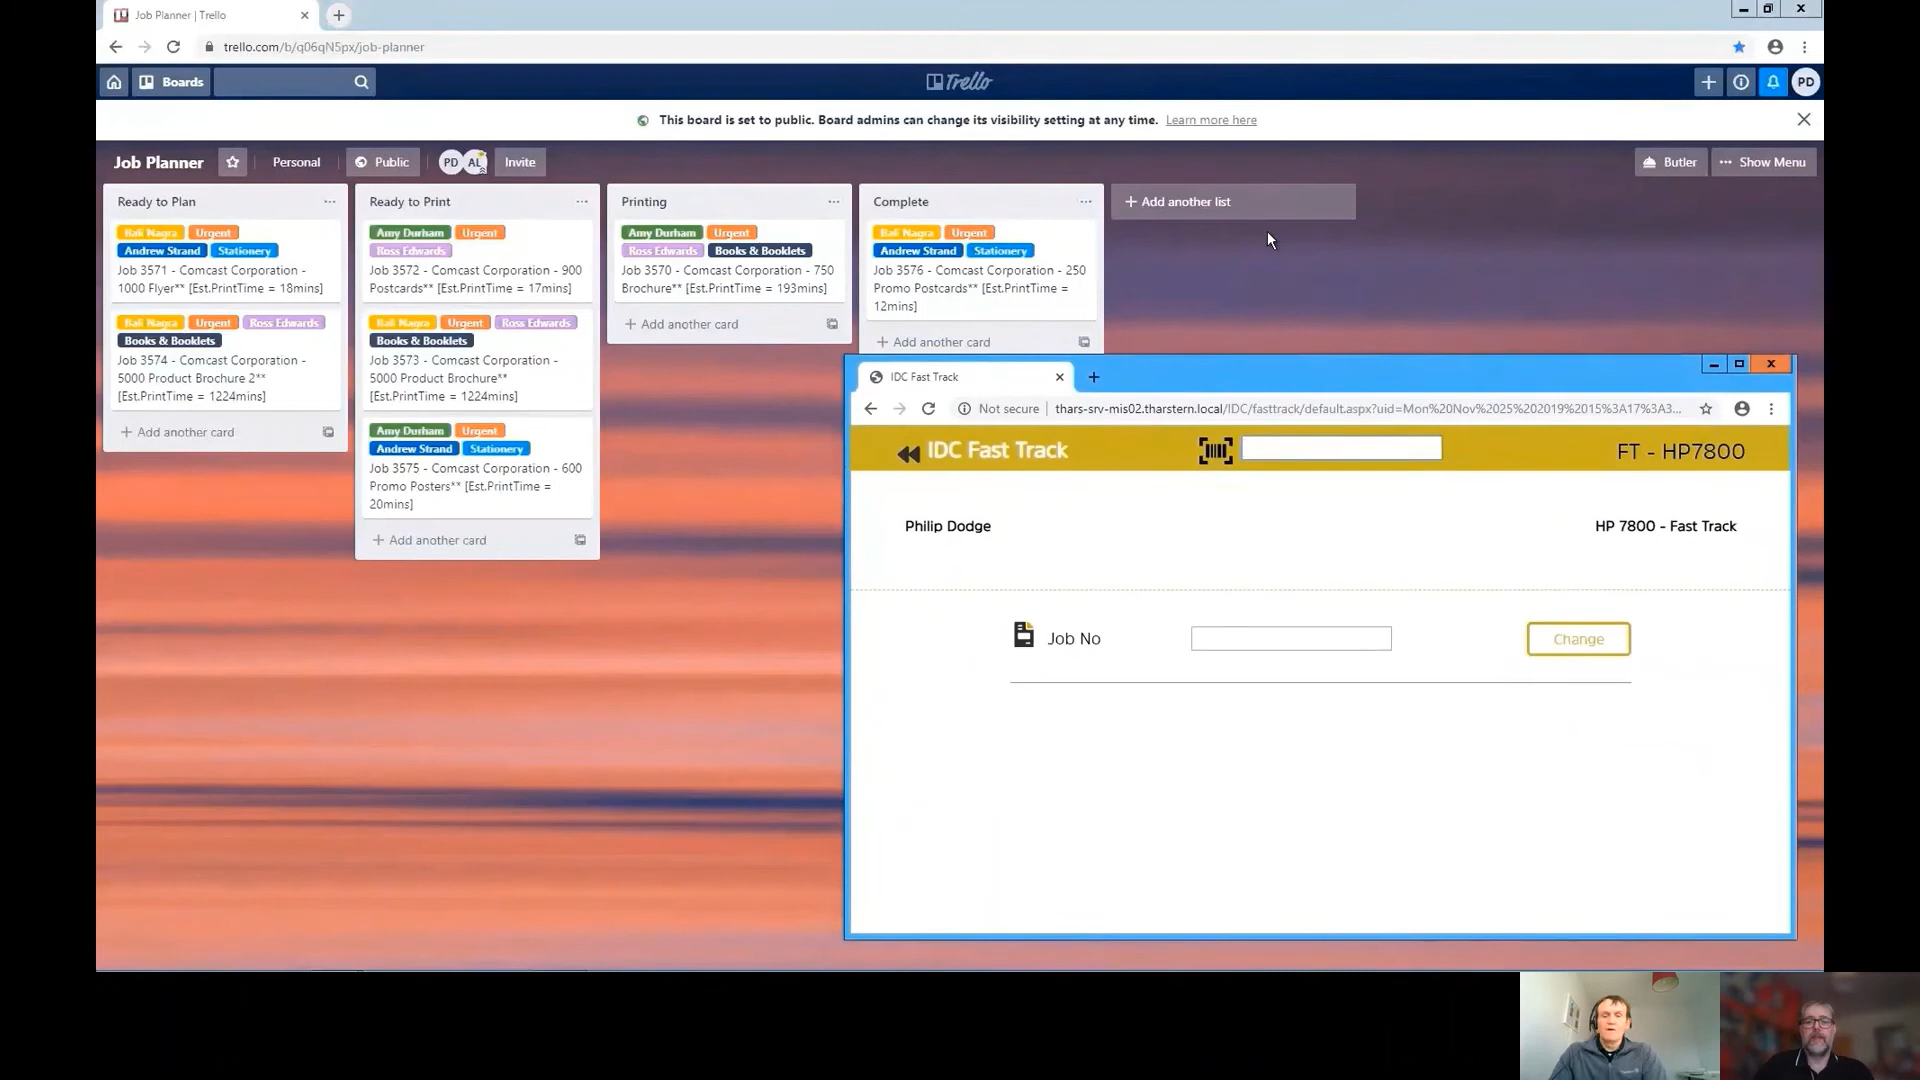 Job Planner | Trello
trello.com/b/q06qN5px/job-planner
Boards
Trello
PD
This board is set to public. Board admins can change its visibility setting at any time. Learn more here
Job Planner
Personal
Public
PD
AL
Invite
Butler
Show Menu
Ready to Plan
Bali Nagra Urgent
Andrew Strand Stationery
Job 3571 - Comcast Corporation -
1000 Flyer** [Est.PrintTime = 18mins]
Bali Nagra Urgent Ross Edwards
Books & Booklets
Job 3574 - Comcast Corporation -
5000 Product Brochure 2**
[Est.PrintTime = 1224mins]
+ Add another card
Ready to Print
Amy Durham Urgent
Ross Edwards
Job 3572 - Comcast Corporation - 900
Postcards** [Est.PrintTime = 17mins]
Bali Nagra Urgent Ross Edwards
Books & Booklets
Job 3573 - Comcast Corporation -
5000 Product Brochure**
[Est.PrintTime = 1224mins]
Amy Durham Urgent
Andrew Strand Stationery
Job 3575 - Comcast Corporation - 600
Promo Posters** [Est.PrintTime =
20mins]
+ Add another card
Printing
Amy Durham Urgent
Ross Edwards Books & Booklets
Job 3570 - Comcast Corporation - 750
Brochure** [Est.PrintTime = 193mins]
+ Add another card
Complete
Bali Nagra Urgent
Andrew Strand Stationery
Job 3576 - Comcast Corporation - 250
Promo Postcards** [Est.PrintTime =
12mins]
+ Add another card
+ Add another list
IDC Fast Track
Not secure | thars-srv-mis02.tharstern.local/IDC/fasttrack/default.aspx?uid=Mon%20Nov%2025%202019%2015%3A17%3A3...
IDC Fast Track
FT - HP7800
Philip Dodge
HP 7800 - Fast Track
Job No
Change